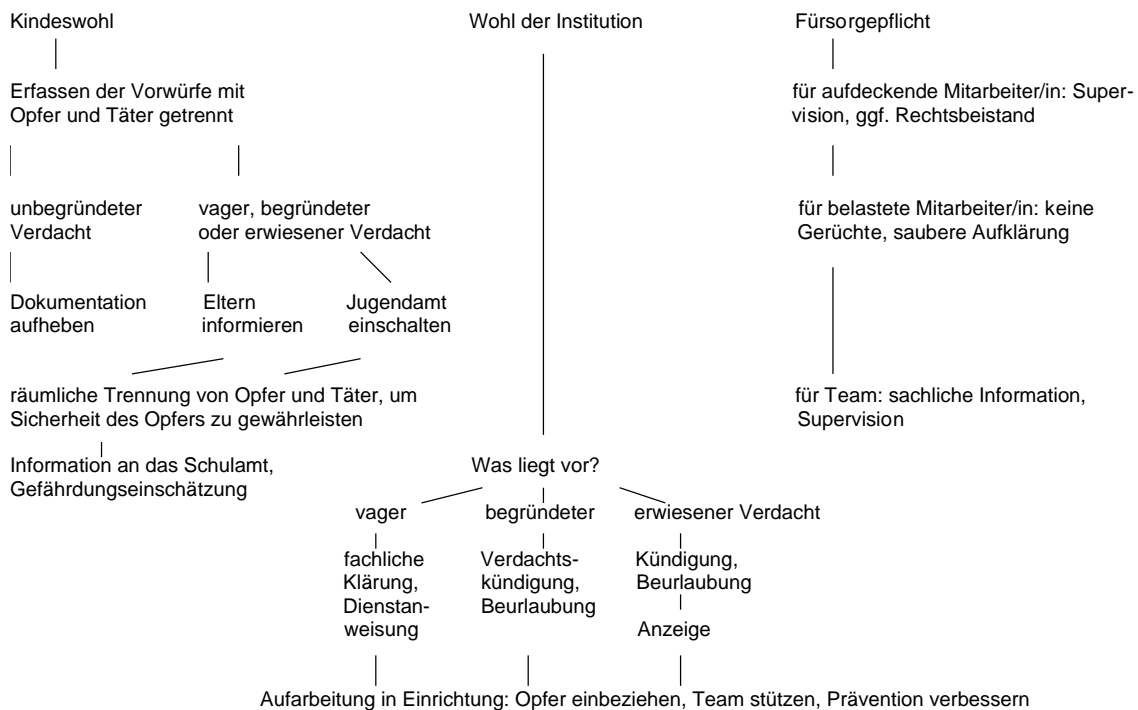 Kindeswohl
Wohl der Institution
Fürsorgepflicht
Erfassen der Vorwürfe mit
Opfer und Täter getrennt
für aufdeckende Mitarbeiter/in: Super-
vision, ggf. Rechtsbeistand
unbegründeter
Verdacht
vager, begründeter
oder erwiesener Verdacht
für belastete Mitarbeiter/in: keine
Gerüchte, saubere Aufklärung
Dokumentation
aufheben
Eltern
informieren
Jugendamt
einschalten
räumliche Trennung von Opfer und Täter, um
Sicherheit des Opfers zu gewährleisten
für Team: sachliche Information,
Supervision
Information an das Schulamt,
Gefährdungseinschätzung
Was liegt vor?
vager
begründeter
erwiesener Verdacht
fachliche
Klärung,
Dienstan-
weisung
Verdachts-
kündigung,
Beurlaubung
Kündigung,
Beurlaubung
Anzeige
Aufarbeitung in Einrichtung: Opfer einbeziehen, Team stützen, Prävention verbessern